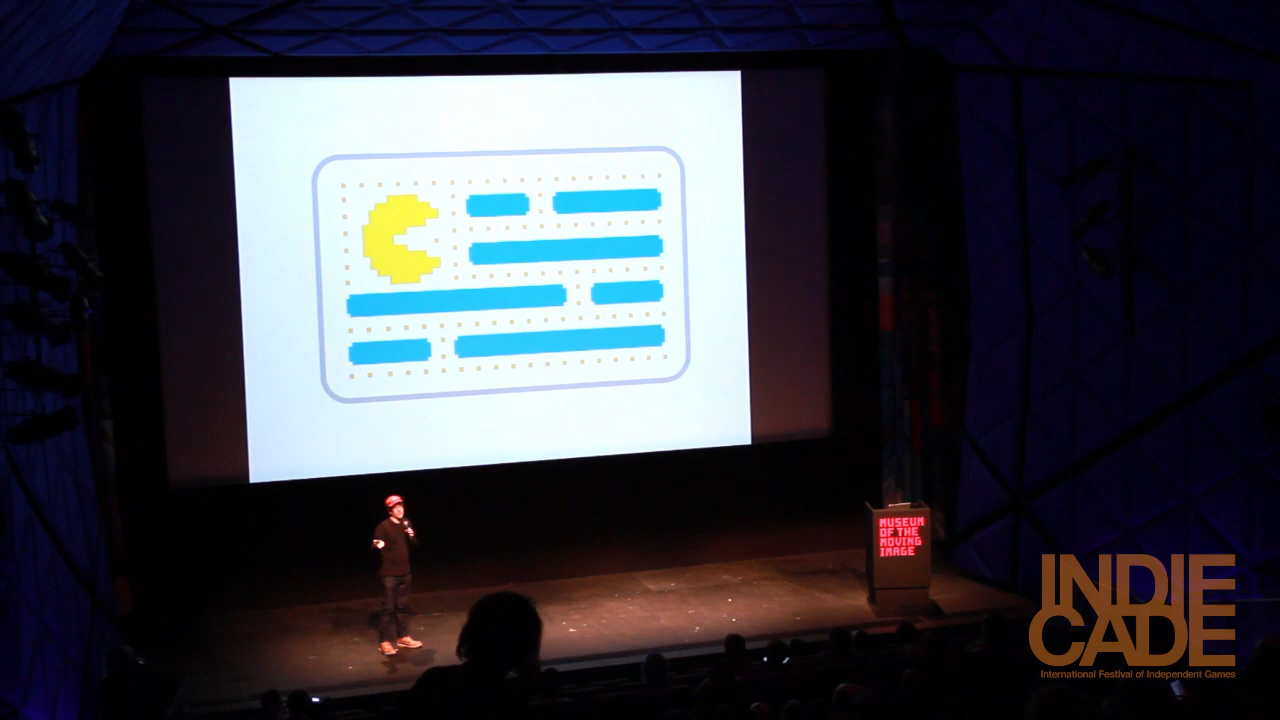 MUSEUM
OF THE
MOVING
IMAGE
INDIE
CADE
International Festival of Independent Games